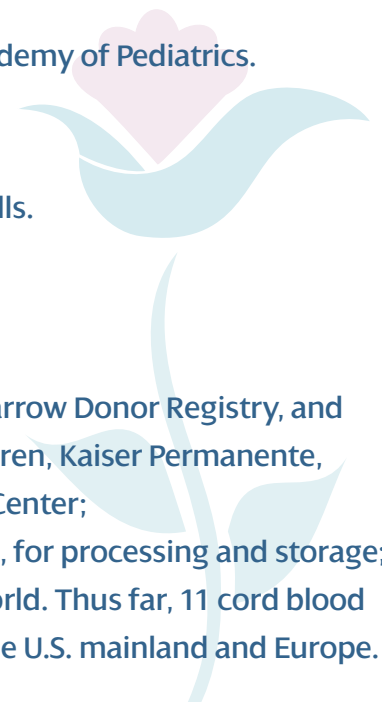 demy of Pediatrics.
lls.
arrow Donor Registry, and
ren, Kaiser Permanente,
Center;
, for processing and storage;
orld. Thus far, 11 cord blood
e U.S. mainland and Europe.